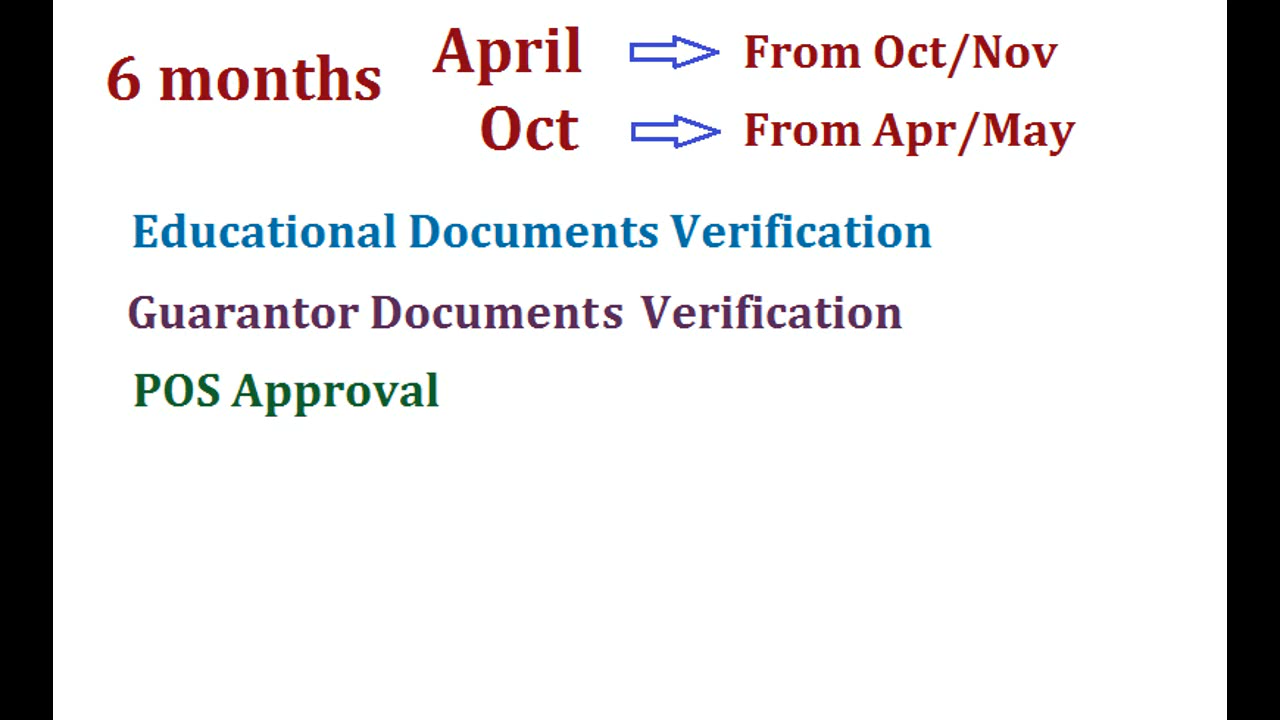 6 months
April From Oct/Nov
Oct From Apr/May
Educational Documents Verification
Guarantor Documents Verification
POS Approval